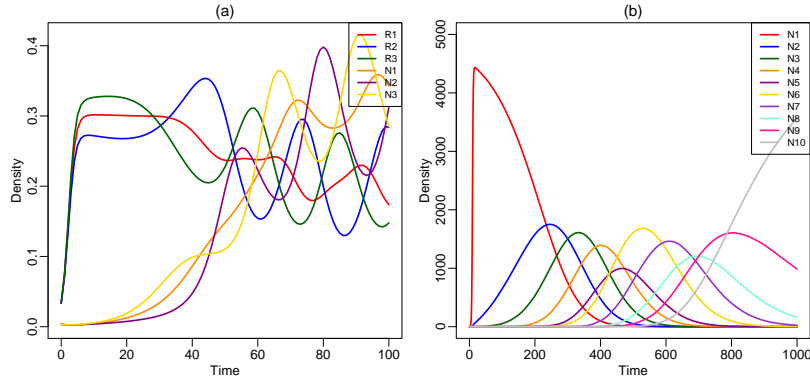 (a)
Density
0.0
0.1
0.2
0.3
0.4
0
20
40
60
80
100
Time
R1
R2
R3
N1
N2
N3
(b)
Density
0
1000
2000
3000
4000
5000
0
200
400
600
800
1000
Time
N1
N2
N3
N4
N5
N6
N7
N8
N9
N10